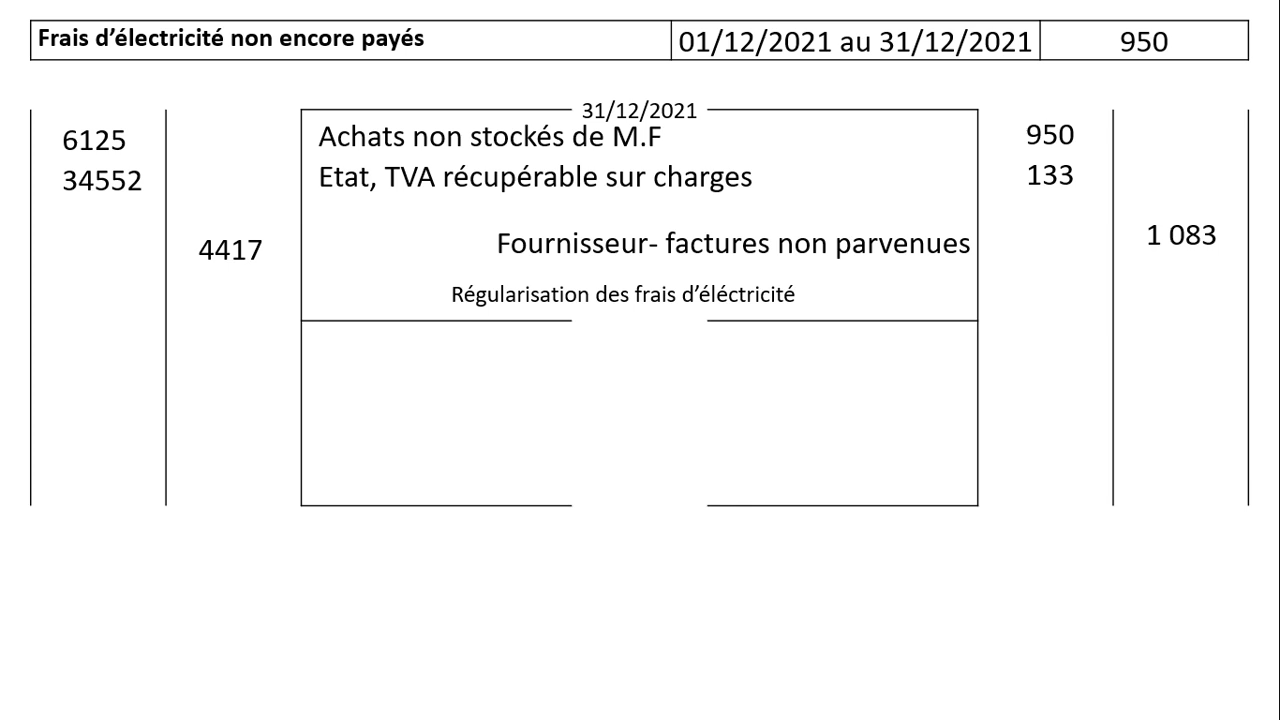 Frais d’électricité non encore payés 01/12/2021 au 31/12/2021 950
31/12/2021
6125 Achats non stockés de M.F 950
34552 Etat, TVA récupérable sur charges 133
4417 Fournisseur- factures non parvenues 1 083
Régularisation des frais d’éléctricité